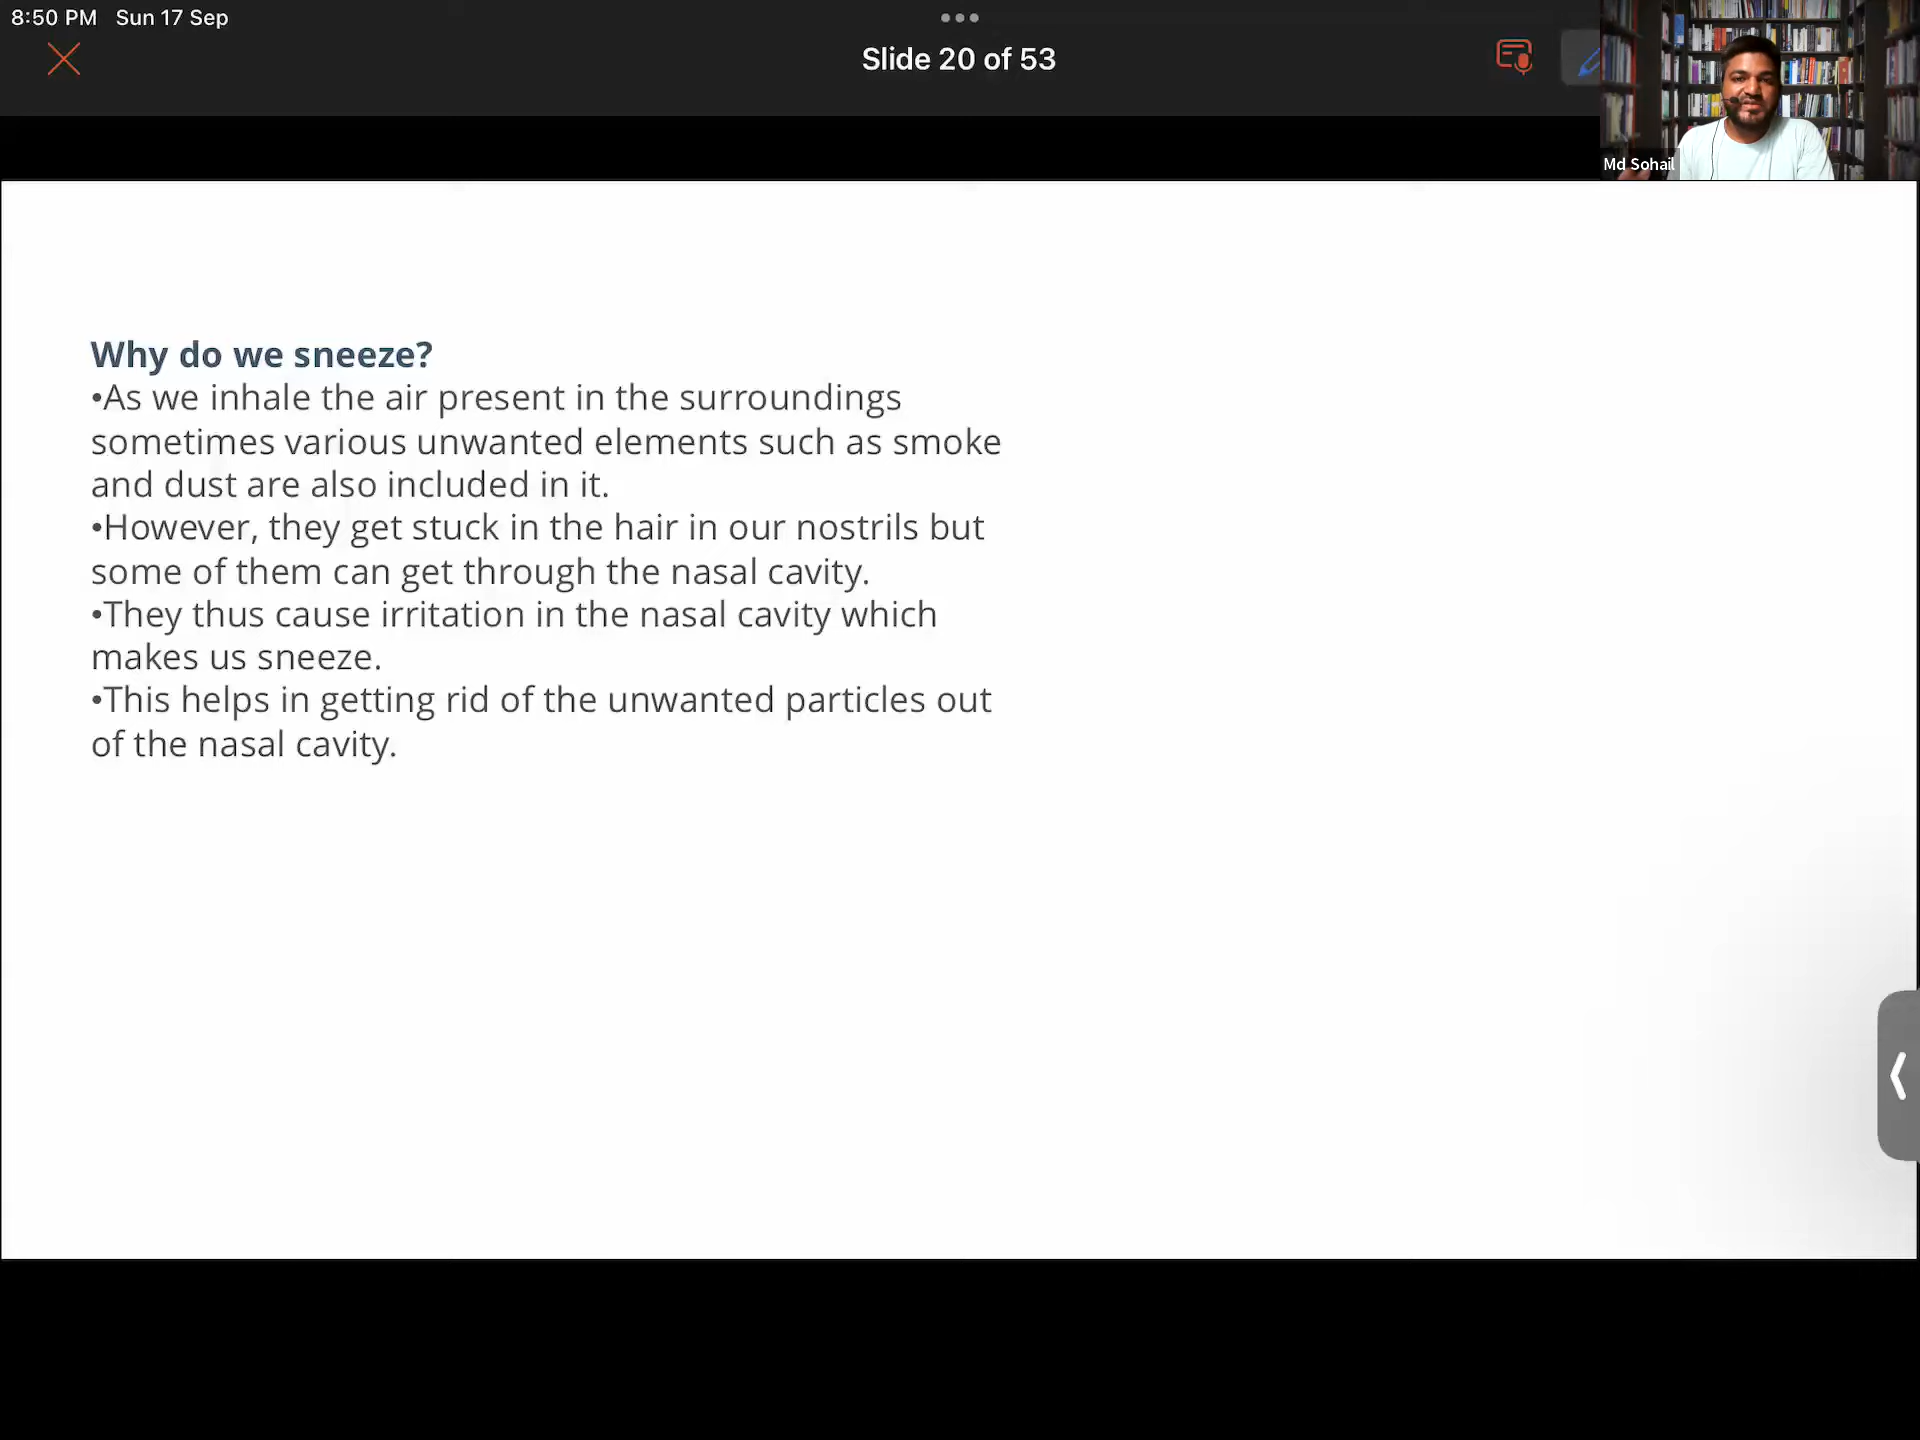 8:50 PM Sun 17 Sep
Slide 20 of 53
Md Sohail
Why do we sneeze?
•As we inhale the air present in the surroundings
sometimes various unwanted elements such as smoke
and dust are also included in it.
•However, they get stuck in the hair in our nostrils but
some of them can get through the nasal cavity.
•They thus cause irritation in the nasal cavity which
makes us sneeze.
•This helps in getting rid of the unwanted particles out
of the nasal cavity.